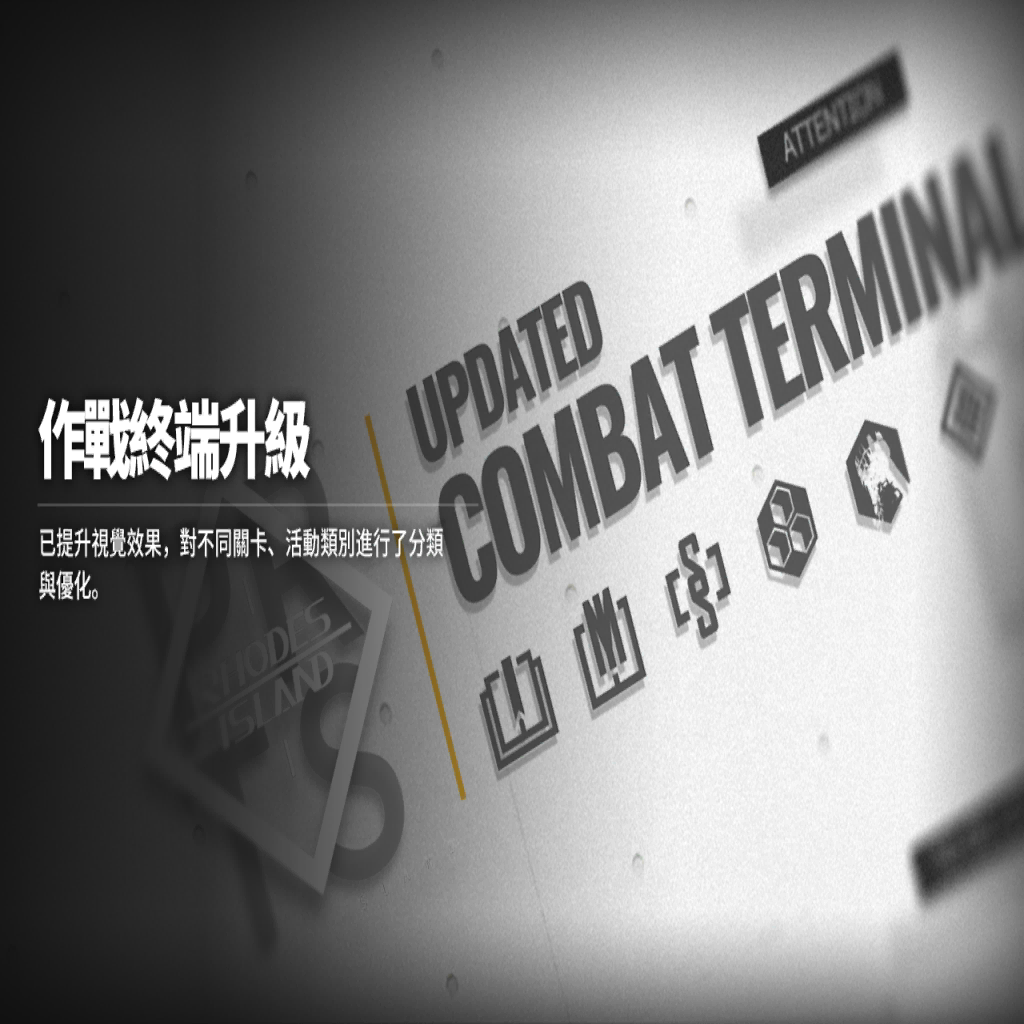 ATTENTION
UPDATED
COMBAT TERMINAL
作戰終端升級
已提升視覺效果，對不同關卡、活動類別進行了分類
與優化。
RHODES
ISLAND